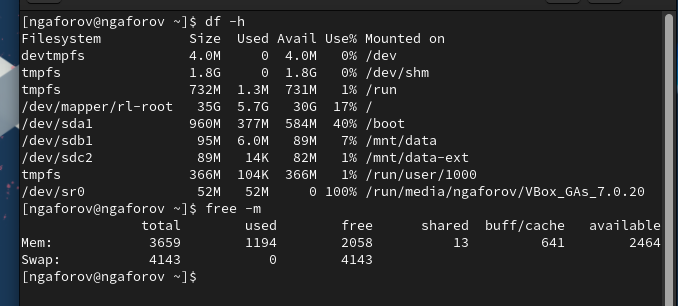 [ngaforov@ngaforov ~]$ df -h
Filesystem           Size  Used Avail Use% Mounted on
devtmpfs             4.0M     0  4.0M   0% /dev
tmpfs                1.8G     0  1.8G   0% /dev/shm
tmpfs                732M  1.3M  731M   1% /run
/dev/mapper/rl-root   35G  5.7G   30G  17% /
/dev/sda1            960M  377M  584M  40% /boot
/dev/sdb1             95M  6.0M   89M   7% /mnt/data
/dev/sdc2             89M   14K   82M   1% /mnt/data-ext
tmpfs                366M  104K  366M   1% /run/user/1000
/dev/sr0              52M   52M     0 100% /run/media/ngaforov/VBox_GAs_7.0.20
[ngaforov@ngaforov ~]$ free -m
               total        used        free      shared  buff/cache   available
Mem:            3659        1194        2058          13         641        2464
Swap:           4143           0        4143
[ngaforov@ngaforov ~]$